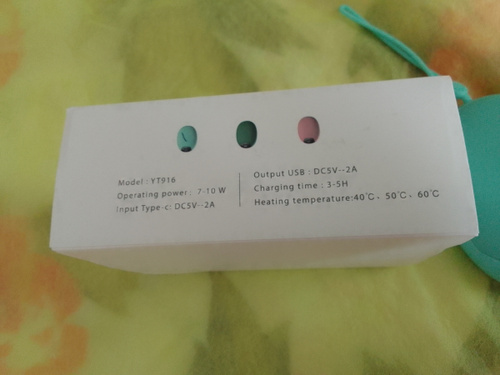 Model : YT916
Operating power : 7-10 W
Input Type-c: DC5V--2A
Output USB : DC5V--2A
Charging time : 3-5H
Heating temperature:40℃、50℃、60℃